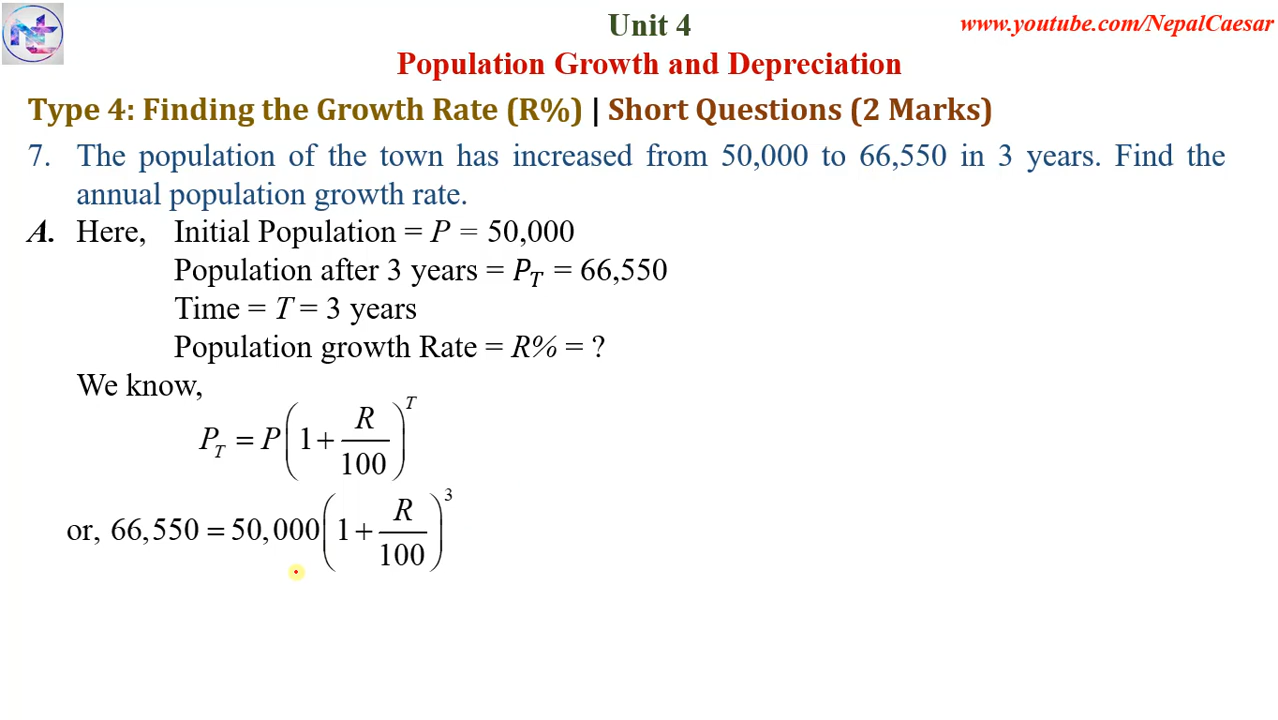 Unit 4
www.youtube.com/NepalCaesar
Population Growth and Depreciation
Type 4: Finding the Growth Rate (R%) | Short Questions (2 Marks)
7. The population of the town has increased from 50,000 to 66,550 in 3 years. Find the
annual population growth rate.
A. Here, Initial Population = P = 50,000
Population after 3 years = P_T = 66,550
Time = T = 3 years
Population growth Rate = R% = ?
We know,
P_T = P(1 + R/100)^T
or, 66,550 = 50,000(1 + R/100)^3